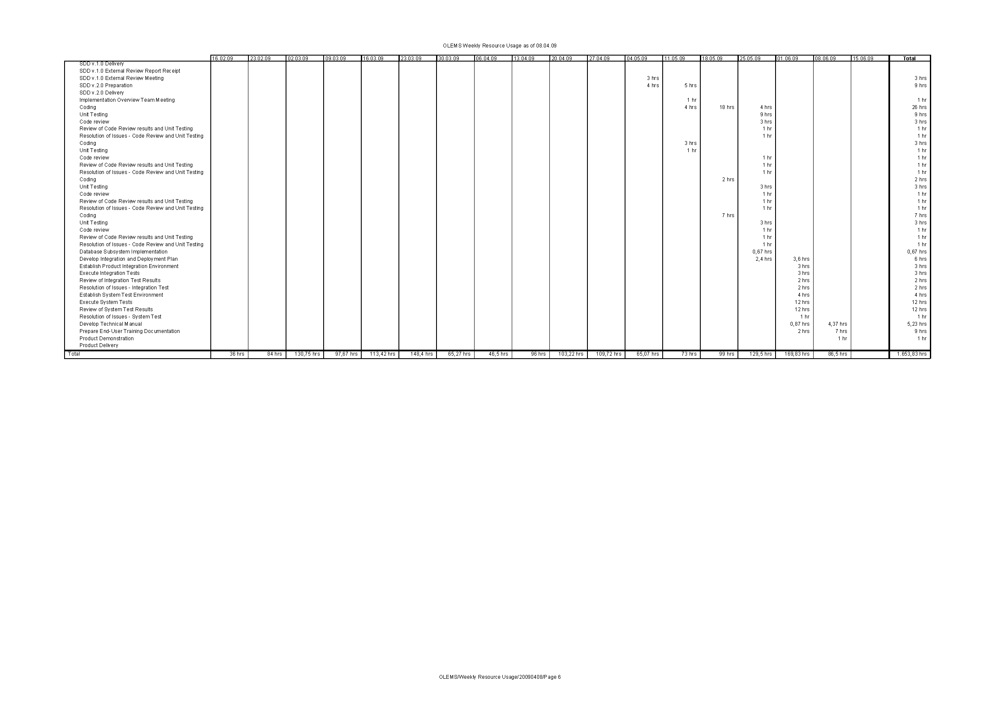 OLEMS Weekly Resource Usage as of 08.04.09
16.02.09 23.02.09 02.03.09 09.03.09 16.03.09 23.03.09 30.03.09 06.04.09 13.04.09 20.04.09 27.04.09 04.05.09 11.05.09 18.05.09 25.05.09 01.06.09 08.06.09 15.06.09 Total
SDD v.1.0 Delivery
SDD v.1.0 External Review Report Receipt
SDD v.1.0 External Review Meeting 3 hrs 3 hrs
SDD v.2.0 Preparation 4 hrs 5 hrs 9 hrs
SDD v.2.0 Delivery
Implementation Overview Team Meeting 1 hr 1 hr
Coding 4 hrs 18 hrs 4 hrs 26 hrs
Unit Testing 9 hrs 9 hrs
Code review 3 hrs 3 hrs
Review of Code Review results and Unit Testing 1 hr 1 hr
Resolution of Issues - Code Review and Unit Testing 1 hr 1 hr
Coding 3 hrs 3 hrs
Unit Testing 1 hr 1 hr
Code review 1 hr 1 hr
Review of Code Review results and Unit Testing 1 hr 1 hr
Resolution of Issues - Code Review and Unit Testing 1 hr 1 hr
Coding 2 hrs 2 hrs
Unit Testing 3 hrs 3 hrs
Code review 1 hr 1 hr
Review of Code Review results and Unit Testing 1 hr 1 hr
Resolution of Issues - Code Review and Unit Testing 1 hr 1 hr
Coding 7 hrs 7 hrs
Unit Testing 3 hrs 3 hrs
Code review 1 hr 1 hr
Review of Code Review results and Unit Testing 1 hr 1 hr
Resolution of Issues - Code Review and Unit Testing 1 hr 1 hr
Database Subsystem Implementation 0,67 hrs 0,67 hrs
Develop Integration and Deployment Plan 2,4 hrs 3,6 hrs 6 hrs
Establish Product Integration Environment 3 hrs 3 hrs
Execute Integration Tests 3 hrs 3 hrs
Review of Integration Test Results 2 hrs 2 hrs
Resolution of Issues - Integration Test 2 hrs 2 hrs
Establish System Test Environment 4 hrs 4 hrs
Execute System Tests 12 hrs 12 hrs
Review of System Test Results 12 hrs 12 hrs
Resolution of Issues - System Test 1 hr 1 hr
Develop Technical Manual 0,87 hrs 4,37 hrs 5,23 hrs
Prepare End-User Training Documentation 2 hrs 7 hrs 9 hrs
Product Demonstration 1 hr 1 hr
Product Delivery
Total 36 hrs 84 hrs 130,75 hrs 97,67 hrs 113,42 hrs 148,4 hrs 65,27 hrs 46,5 hrs 96 hrs 103,22 hrs 109,72 hrs 65,07 hrs 73 hrs 99 hrs 129,5 hrs 169,83 hrs 86,5 hrs 1.653,83 hrs
OLEMS/Weekly Resource Usage/20090408/Page 6